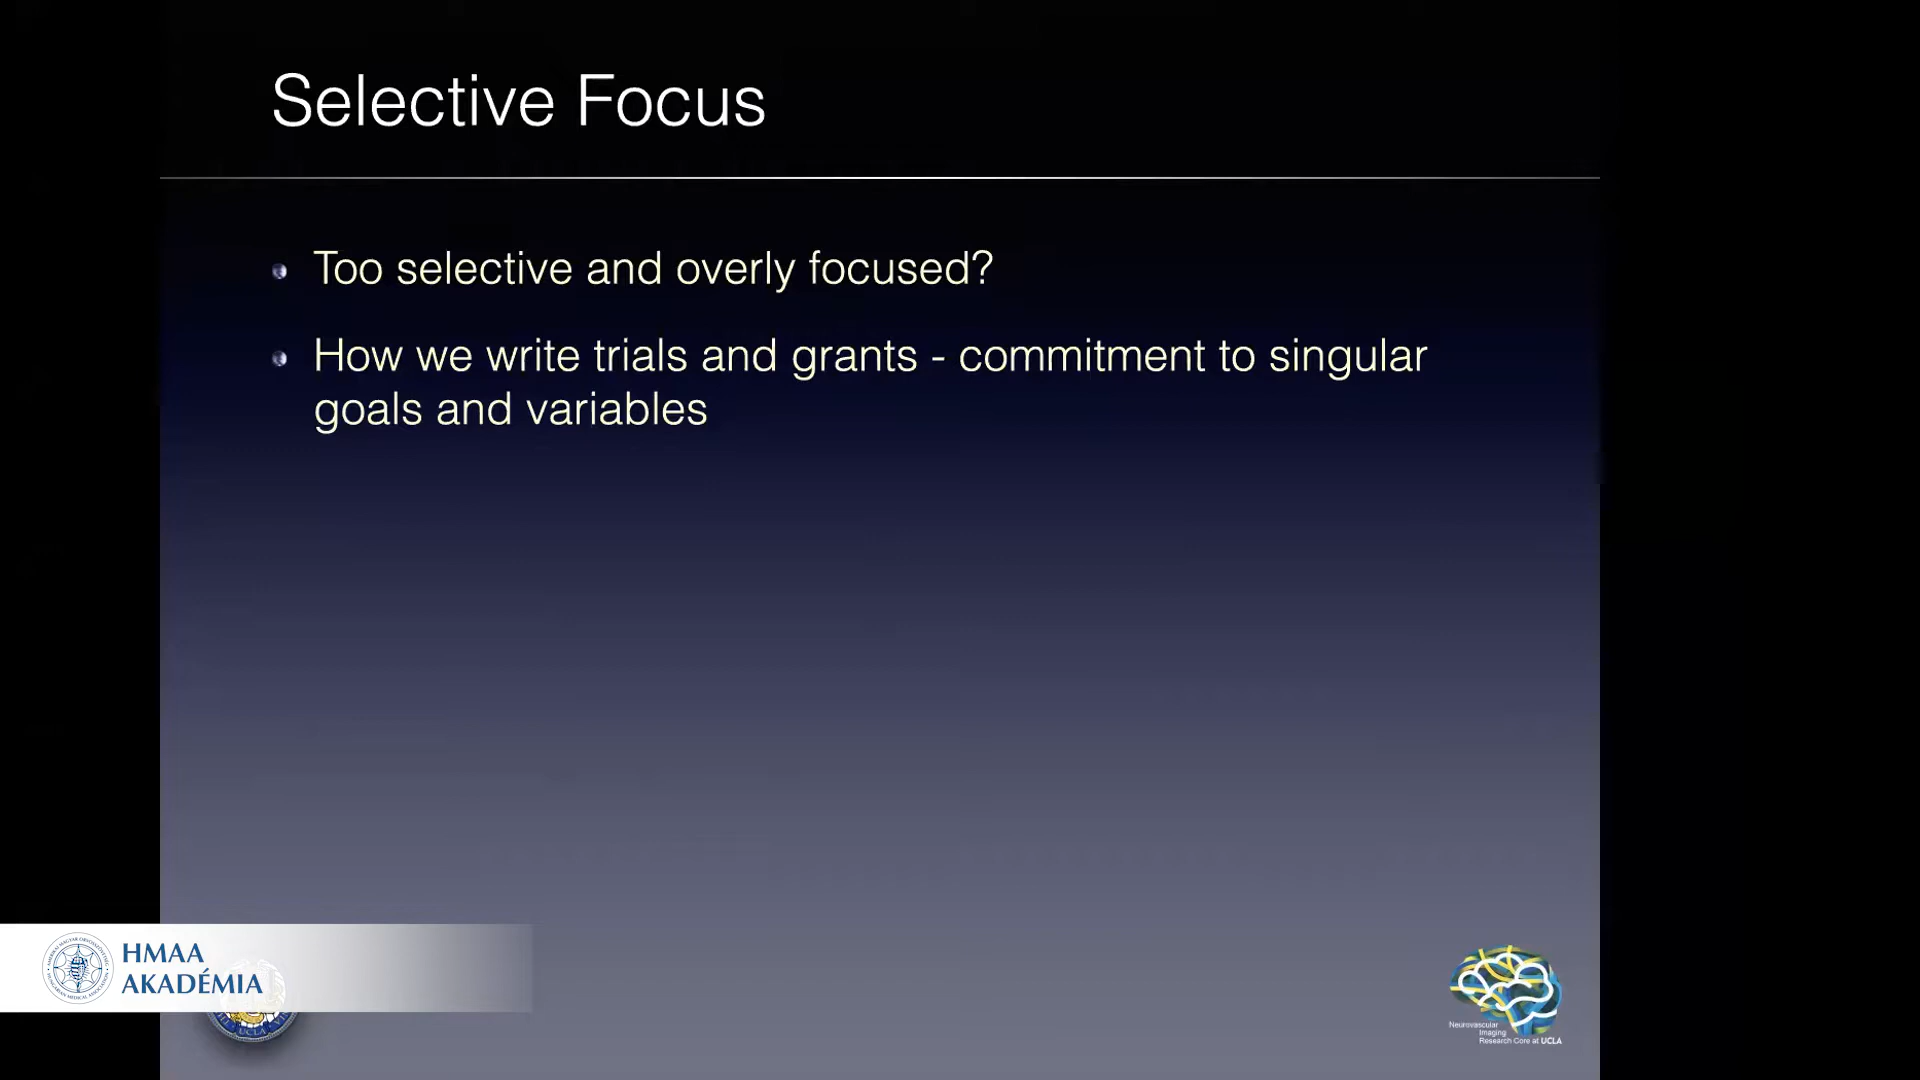 Selective Focus
Too selective and overly focused?
How we write trials and grants - commitment to singular
goals and variables
HMAA
AKADÉMIA
UCLA
Neurovascular
Imaging
Research Core at UCLA